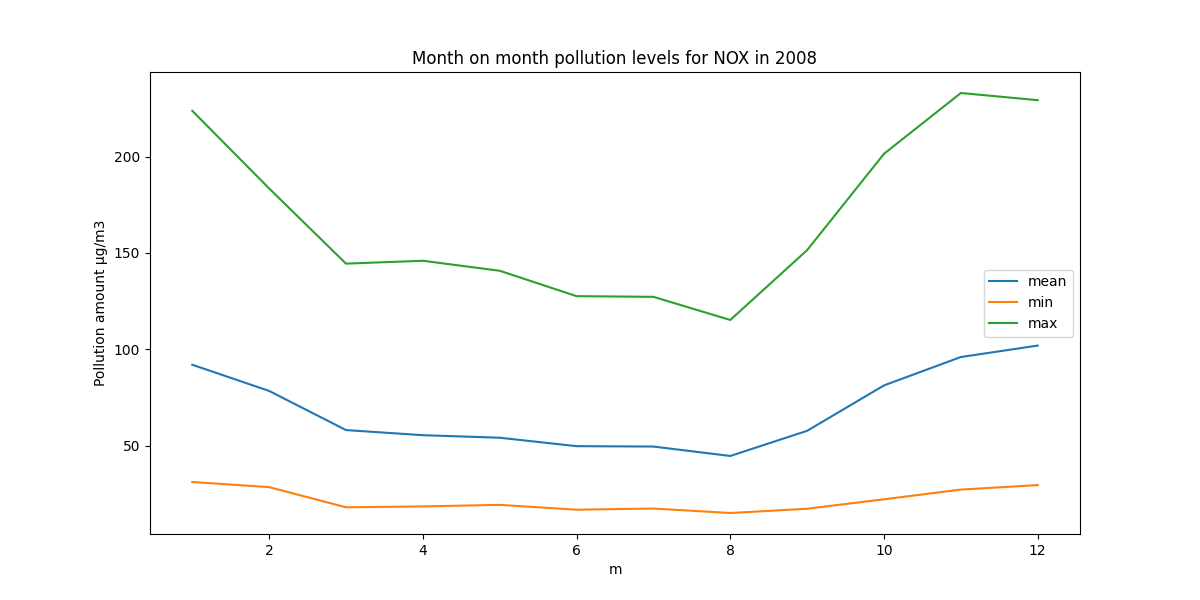 Month on month pollution levels for NOX in 2008
Pollution amount µg/m3
200
150
100
50
mean
min
max
2 4 6 8 10 12
m